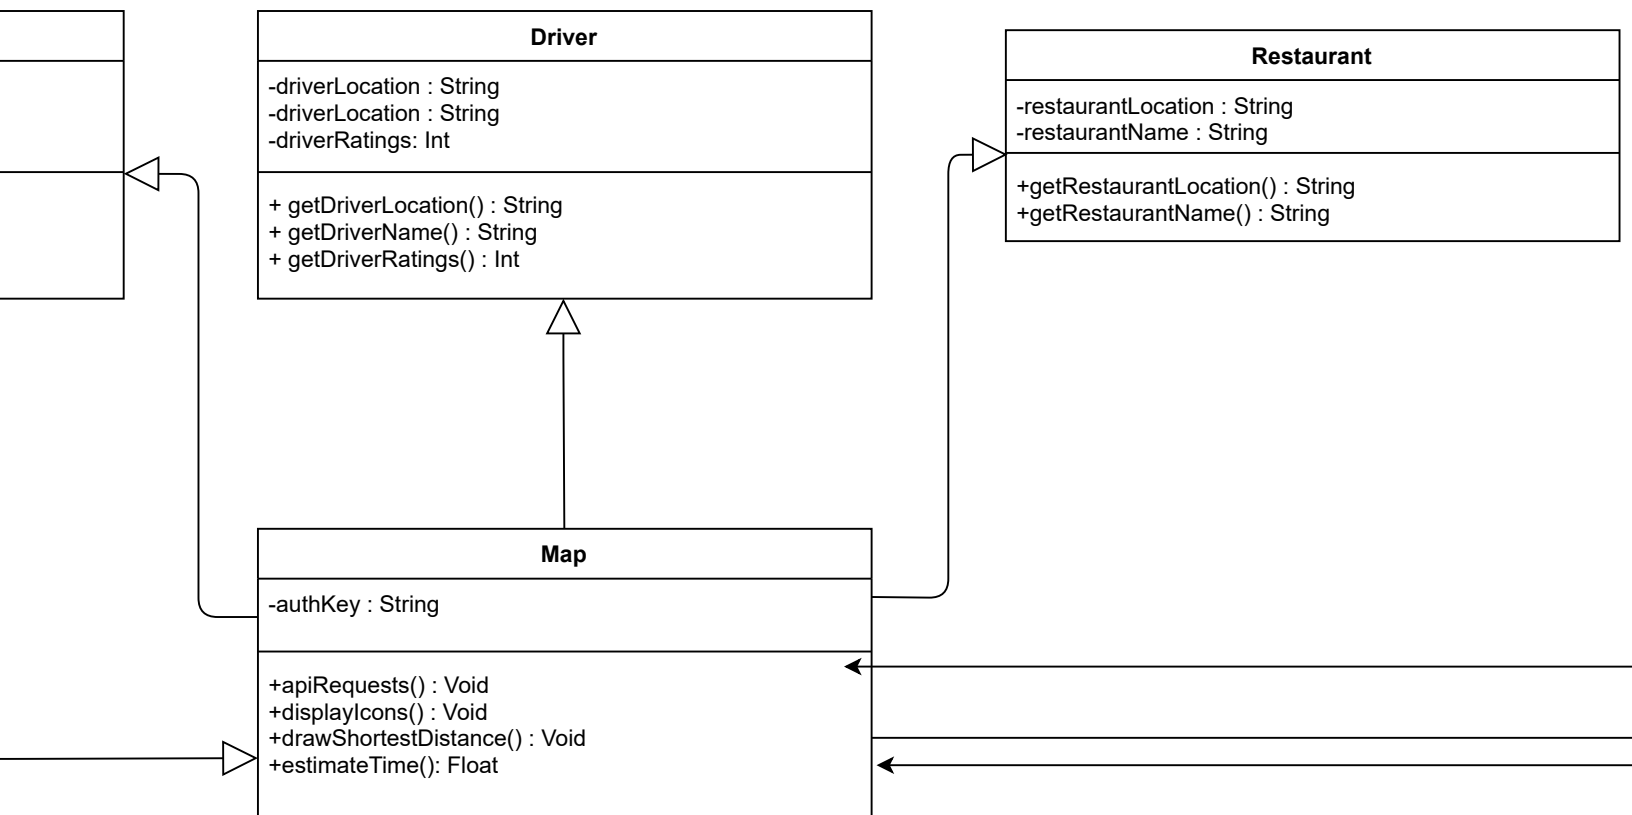 Driver
-driverLocation : String
-driverLocation : String
-driverRatings: Int
+ getDriverLocation() : String
+ getDriverName() : String
+ getDriverRatings() : Int
Restaurant
-restaurantLocation : String
-restaurantName : String
+getRestaurantLocation() : String
+getRestaurantName() : String
Map
-authKey : String
+apiRequests() : Void
+displayIcons() : Void
+drawShortestDistance() : Void
+estimateTime(): Float